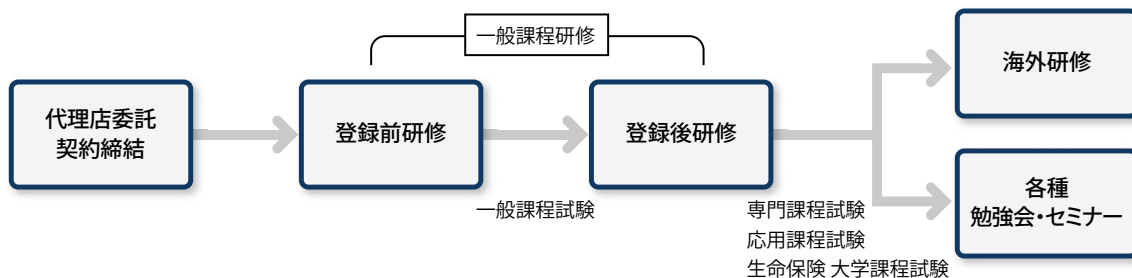 一般課程研修
代理店委託
契約締結
登録前研修
登録後研修
海外研修
各種
勉強会・セミナー
一般課程試験
専門課程試験
応用課程試験
生命保険 大学課程試験